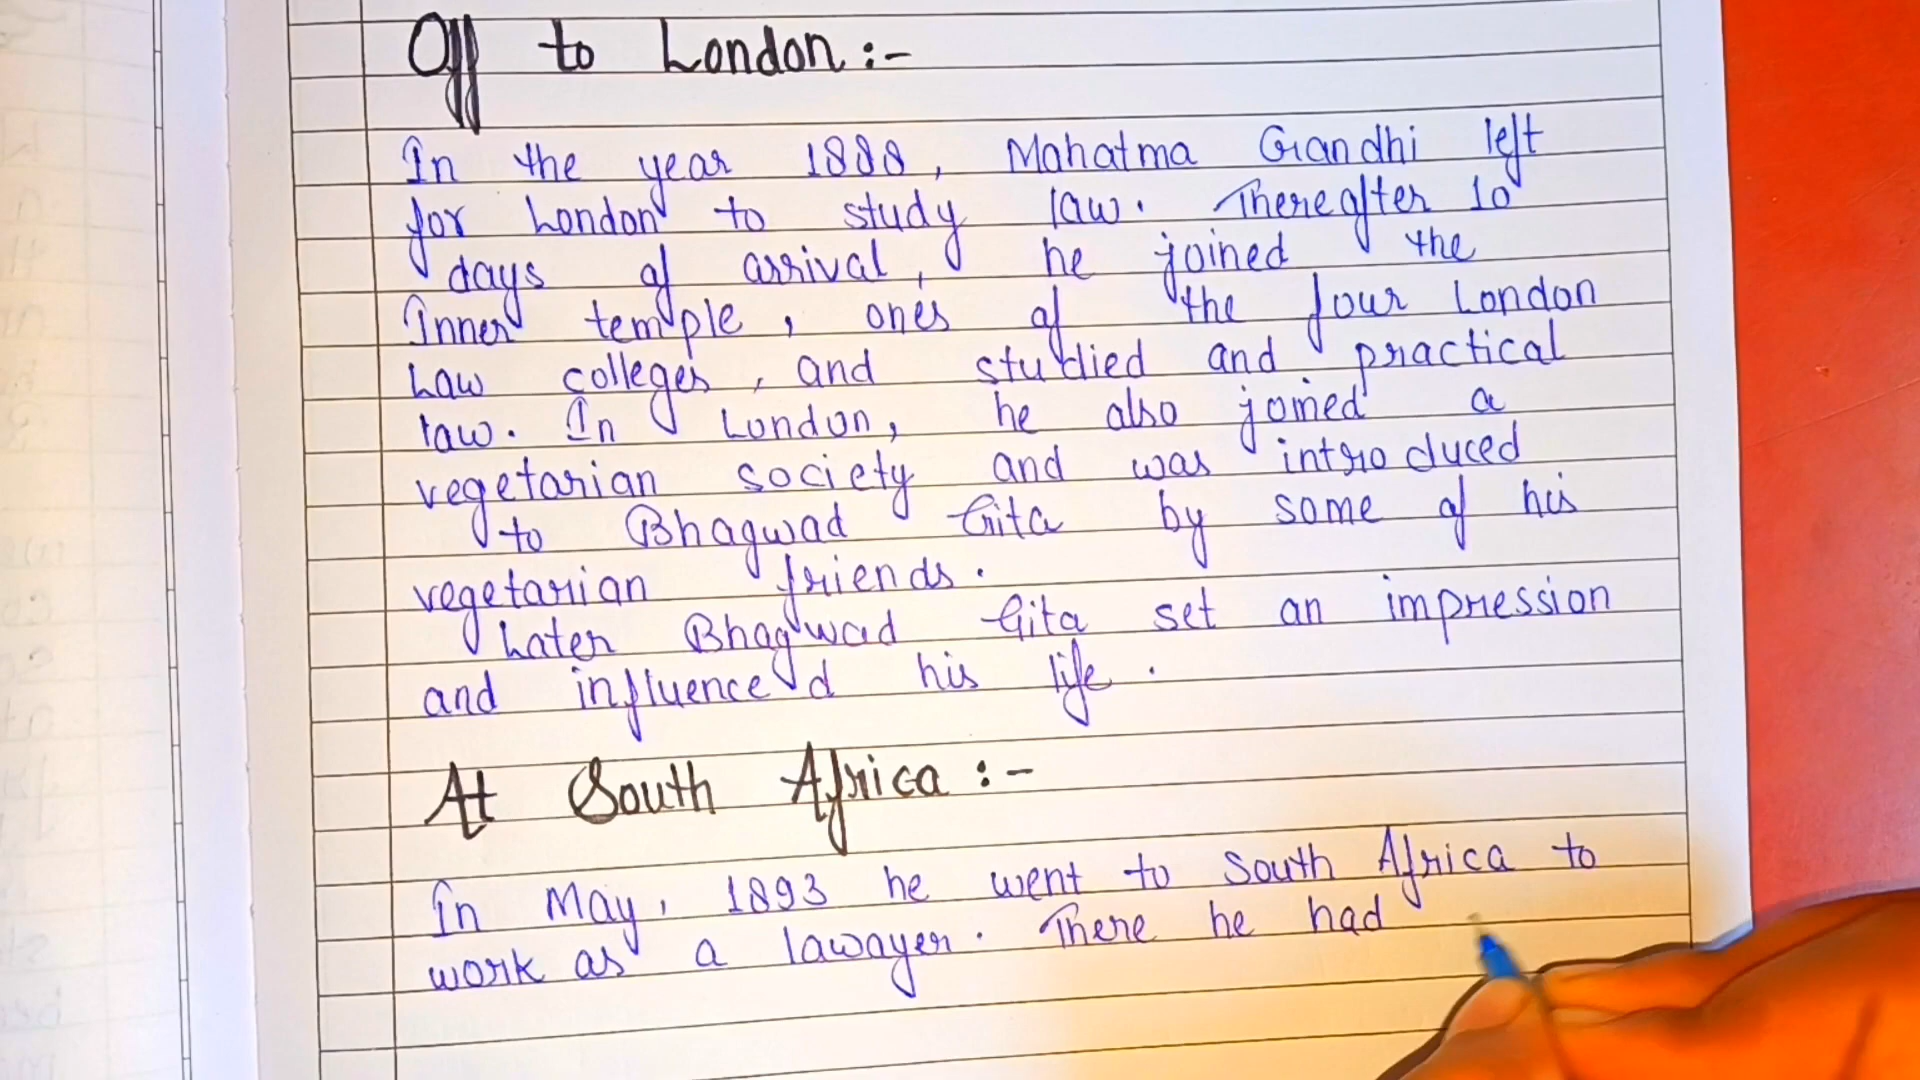 Off to London :-
In the year 1888, Mahatma Gandhi left
for London to study law. Thereafter 10
days of arrival, he joined the
Inner temple, ones of the four London
Law colleges, and studied and practical
law. In London, he also joined a
vegetarian society and was introduced
to Bhagwad Gita by some of his
vegetarian friends.
Later Bhagwad Gita set an impression
and influenced his life.
At South Africa :-
In May, 1893 he went to South Africa to
work as a lawayer. There he had